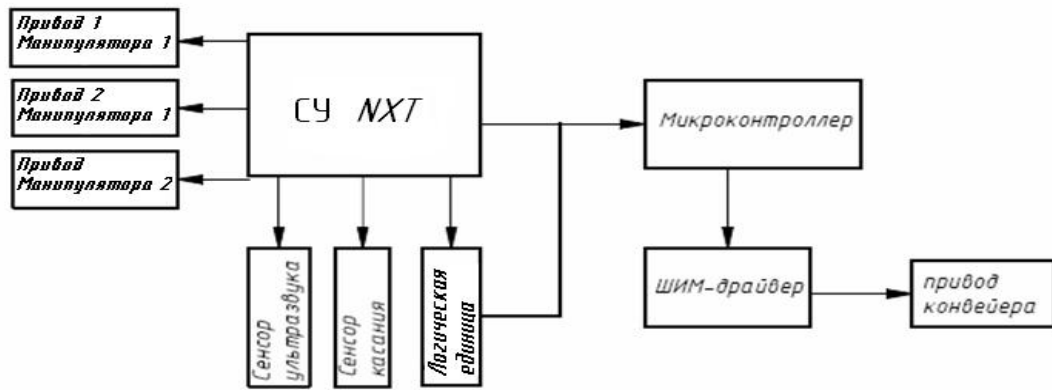 Привод 1
Манипулятора 1
Привод 2
Манипулятора 1
Привод
Манипулятора 2
СУ NXT
Микроконтроллер
Сенсор
ультразвука
Сенсор
касания
Логическая
единица
ШИМ-драйвер
привод
конвейера